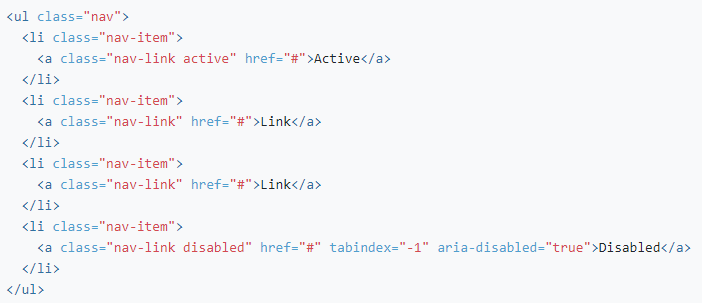 <ul class="nav">
  <li class="nav-item">
    <a class="nav-link active" href="#">Active</a>
  </li>
  <li class="nav-item">
    <a class="nav-link" href="#">Link</a>
  </li>
  <li class="nav-item">
    <a class="nav-link" href="#">Link</a>
  </li>
  <li class="nav-item">
    <a class="nav-link disabled" href="#" tabindex="-1" aria-disabled="true">Disabled</a>
  </li>
</ul>